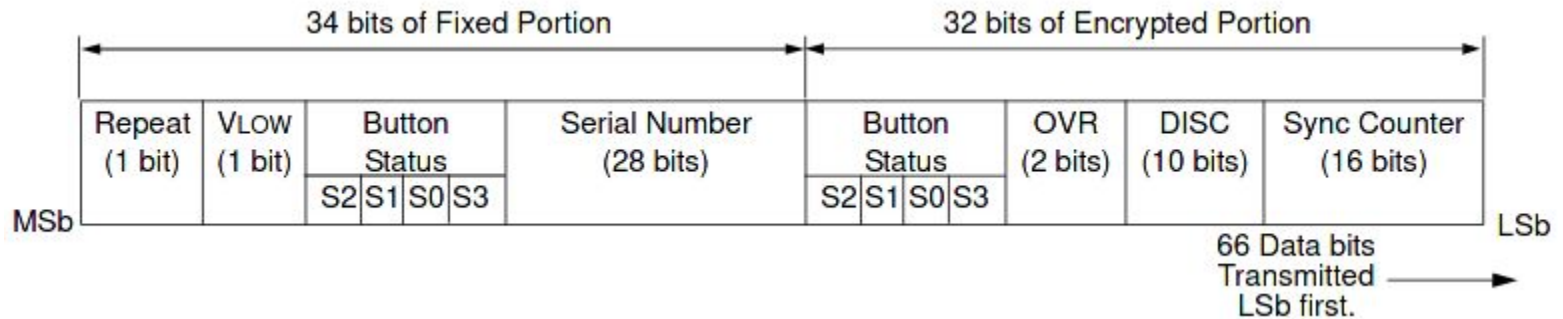 34 bits of Fixed Portion 32 bits of Encrypted Portion
Repeat VLOW Button Serial Number Button OVR DISC Sync Counter
(1 bit) (1 bit) Status (28 bits) Status (2 bits) (10 bits) (16 bits)
S2 S1 S0 S3 S2 S1 S0 S3
MSb LSb
66 Data bits
Transmitted
LSb first.